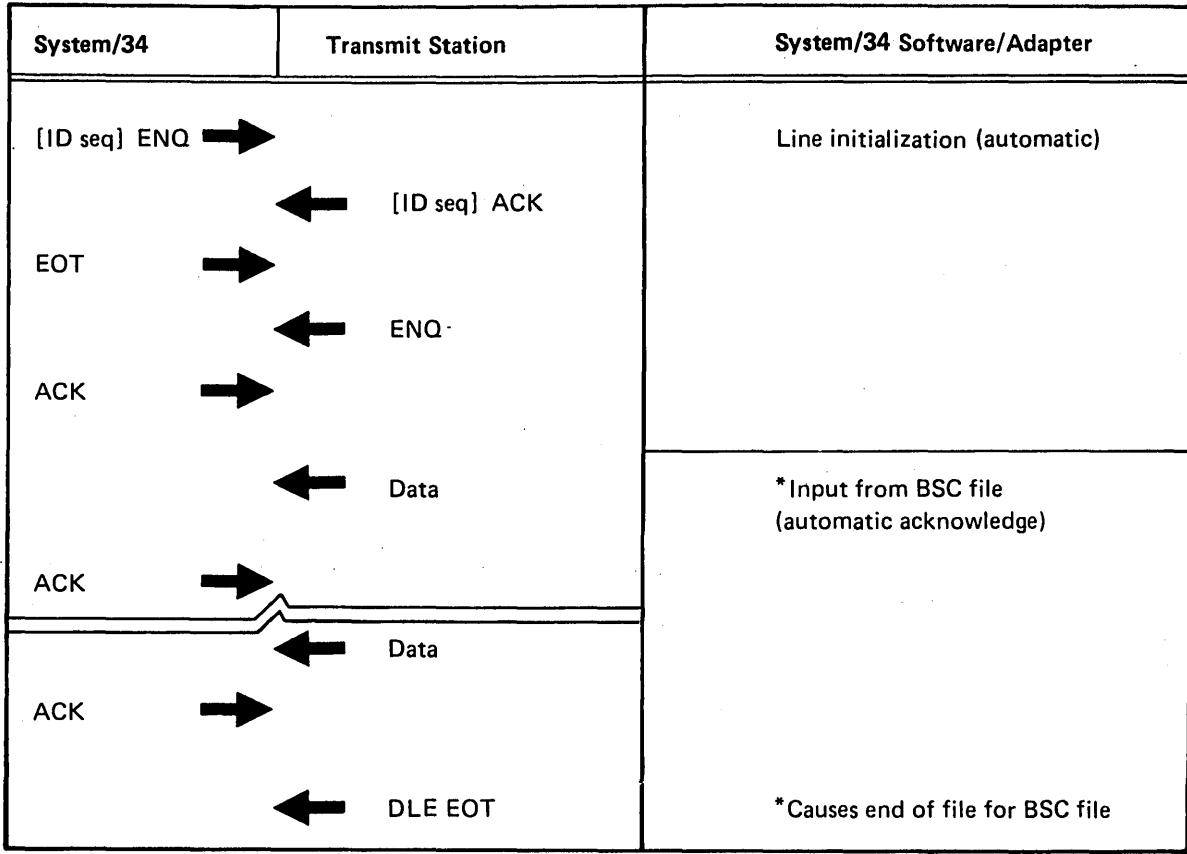 System/34 Transmit Station System/34 Software/Adapter
[ID seq] ENQ Line initialization (automatic)
[ID seq] ACK
EOT
ENQ
ACK
Data *Input from BSC file
(automatic acknowledge)
ACK
Data
ACK
DLE EOT *Causes end of file for BSC file